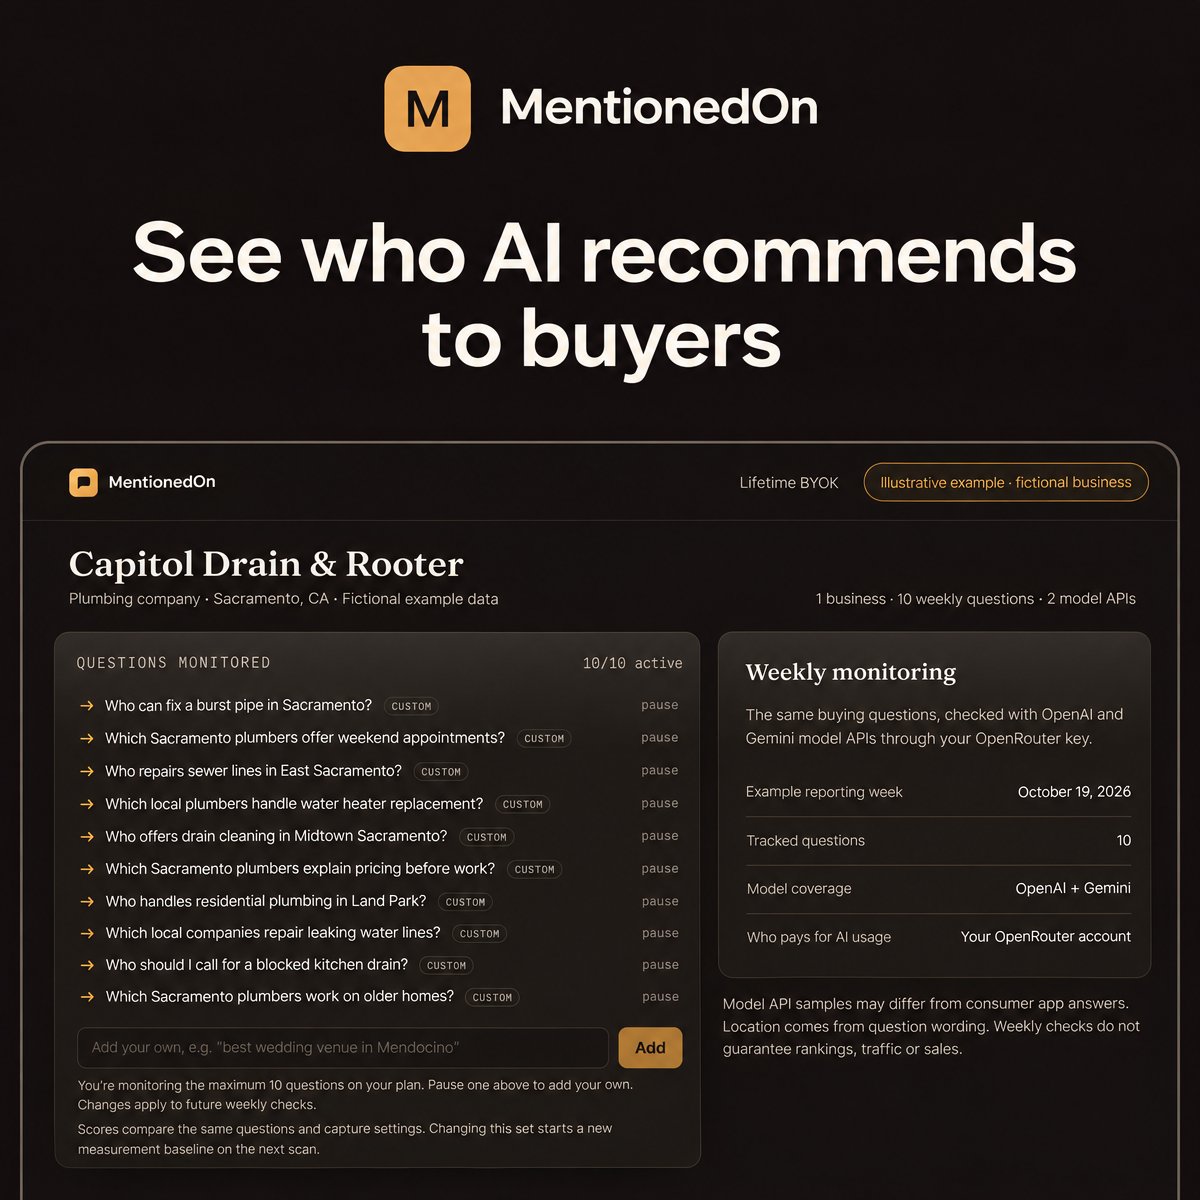 M MentionedOn
See who AI recommends
to buyers
MentionedOn
Lifetime BYOK
Illustrative example · fictional business
Capitol Drain & Rooter
Plumbing company · Sacramento, CA · Fictional example data
1 business · 10 weekly questions · 2 model APIs
QUESTIONS MONITORED 10/10 active
→ Who can fix a burst pipe in Sacramento? CUSTOM pause
→ Which Sacramento plumbers offer weekend appointments? CUSTOM pause
→ Who repairs sewer lines in East Sacramento? CUSTOM pause
→ Which local plumbers handle water heater replacement? CUSTOM pause
→ Who offers drain cleaning in Midtown Sacramento? CUSTOM pause
→ Which Sacramento plumbers explain pricing before work? CUSTOM pause
→ Who handles residential plumbing in Land Park? CUSTOM pause
→ Which local companies repair leaking water lines? CUSTOM pause
→ Who should I call for a blocked kitchen drain? CUSTOM pause
→ Which Sacramento plumbers work on older homes? CUSTOM pause
Add your own, e.g. "best wedding venue in Mendocino"
Add
You're monitoring the maximum 10 questions on your plan. Pause one above to add your own.
Changes apply to future weekly checks.
Scores compare the same questions and capture settings. Changing this set starts a new
measurement baseline on the next scan.
Weekly monitoring
The same buying questions, checked with OpenAI and
Gemini model APIs through your OpenRouter key.
Example reporting week October 19, 2026
Tracked questions 10
Model coverage OpenAI + Gemini
Who pays for AI usage Your OpenRouter account
Model API samples may differ from consumer app answers.
Location comes from question wording. Weekly checks do not
guarantee rankings, traffic or sales.